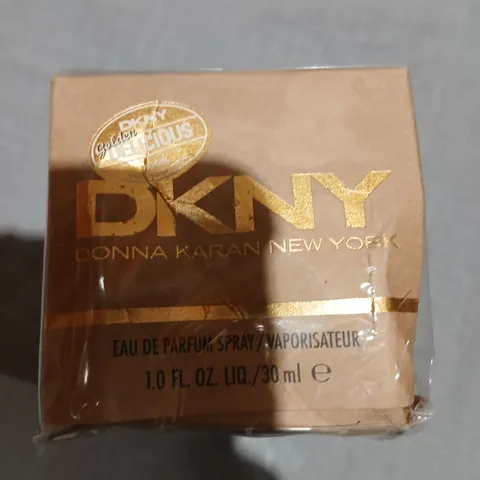 DKNY
Golden
DELICIOUS
DKNY
DONNA KARAN NEW YORK
EAU DE PARFUM SPRAY/VAPORISATEUR
1.0 FL. OZ. LIQ./30 ml e